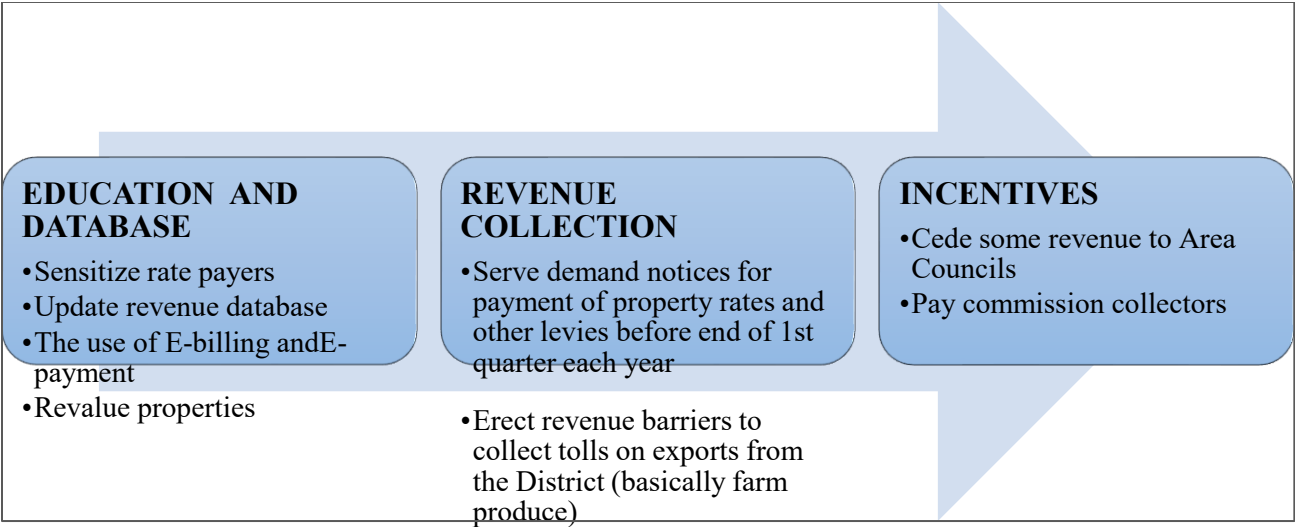 EDUCATION AND
DATABASE
•Sensitize rate payers
•Update revenue database
•The use of E-billing andE-
payment
•Revalue properties
REVENUE
COLLECTION
•Serve demand notices for
payment of property rates and
other levies before end of 1st
quarter each year
•Erect revenue barriers to
collect tolls on exports from
the District (basically farm
produce)
INCENTIVES
•Cede some revenue to Area
Councils
•Pay commission collectors